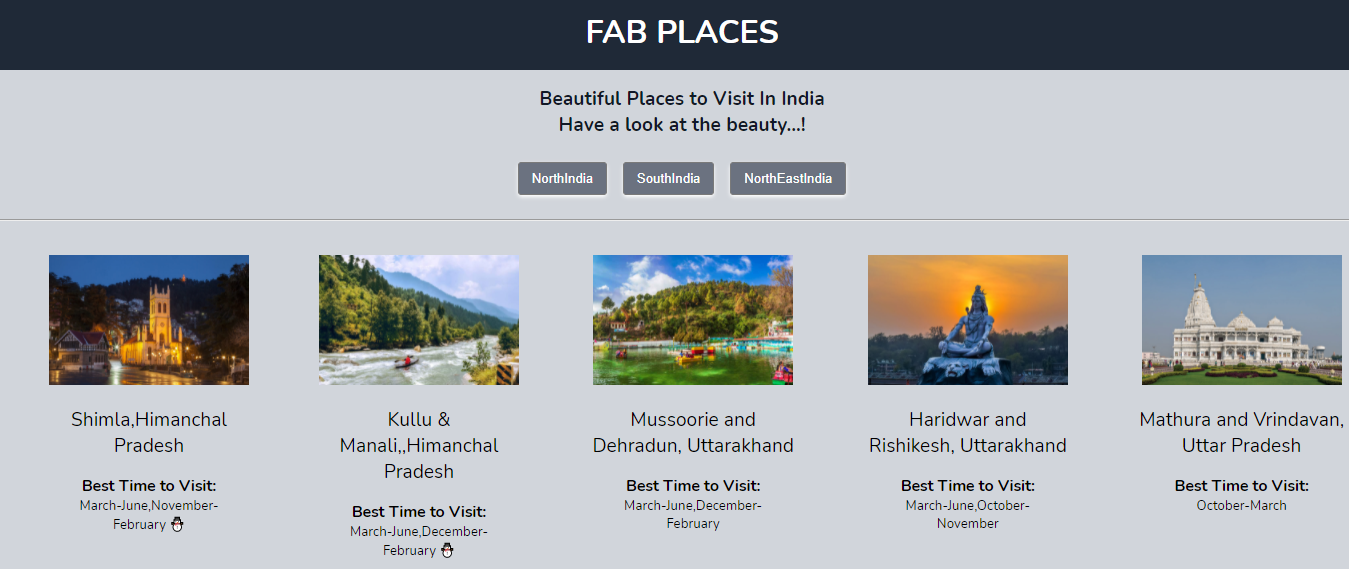 FAB PLACES
Beautiful Places to Visit In India
Have a look at the beauty...!
NorthIndia
SouthIndia
NorthEastIndia
Shimla,Himanchal
Pradesh
Best Time to Visit:
March-June,November-
February ⛄
Kullu &
Manali,,Himanchal
Pradesh
Best Time to Visit:
March-June,December-
February ⛄
Mussoorie and
Dehradun, Uttarakhand
Best Time to Visit:
March-June,December-
February
Haridwar and
Rishikesh, Uttarakhand
Best Time to Visit:
March-June,October-
November
Mathura and Vrindavan,
Uttar Pradesh
Best Time to Visit:
October-March